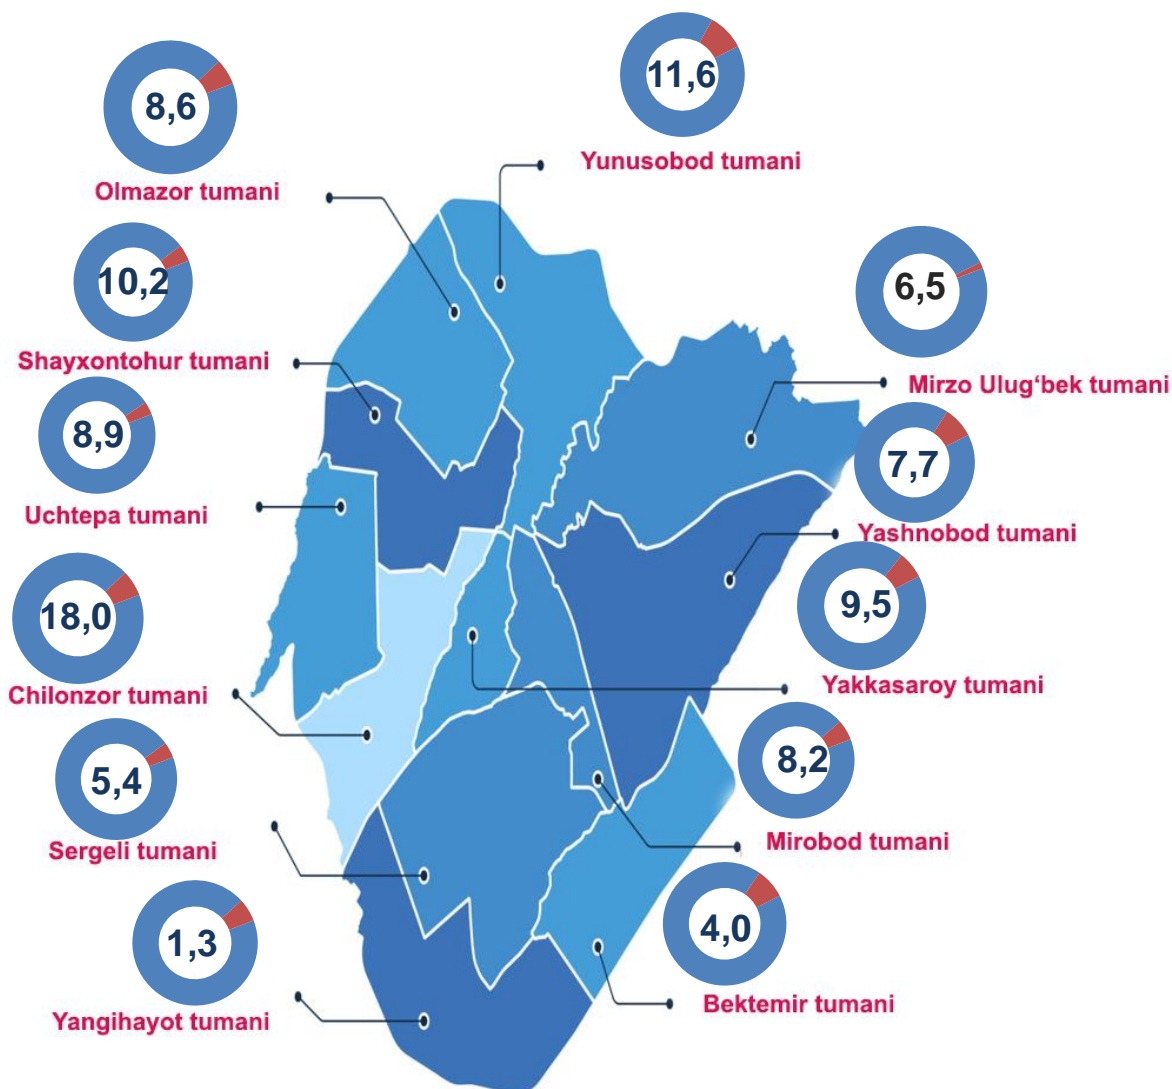 11,6
Yunusobod tumani
8,6
Olmazor tumani
10,2
Shayxontohur tumani
6,5
Mirzo Ulug‘bek tumani
8,9
Uchtepa tumani
7,7
Yashnobod tumani
18,0
Chilonzor tumani
9,5
Yakkasaroy tumani
5,4
Sergeli tumani
8,2
Mirobod tumani
1,3
Yangihayot tumani
4,0
Bektemir tumani